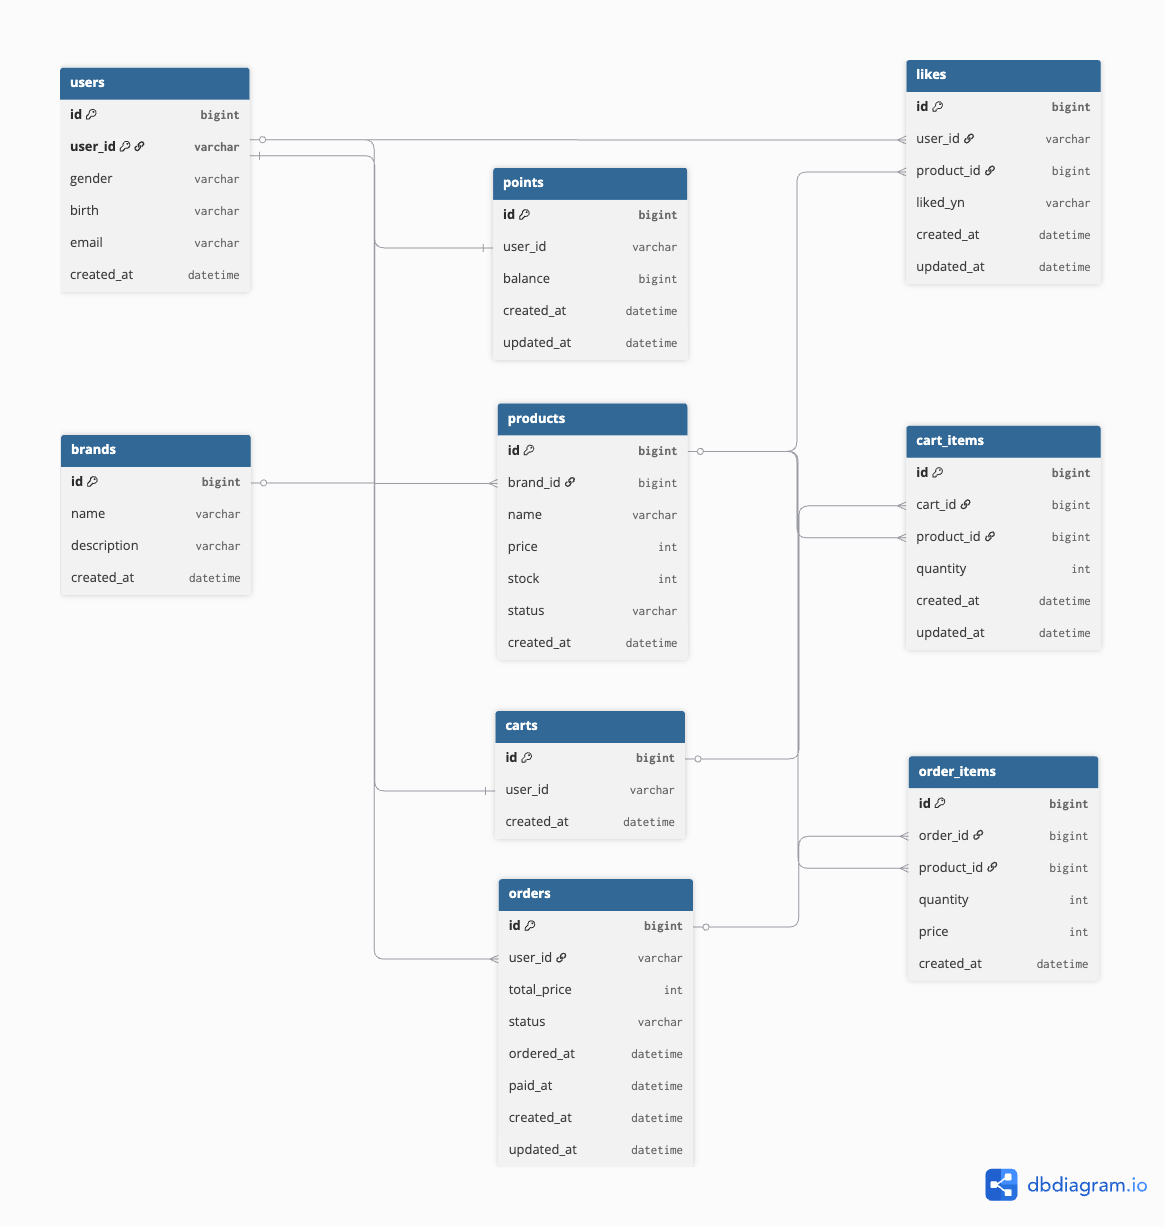 users
id bigint
user_id varchar
gender varchar
birth varchar
email varchar
created_at datetime
likes
id bigint
user_id varchar
product_id bigint
liked_yn varchar
created_at datetime
updated_at datetime
points
id bigint
user_id varchar
balance bigint
created_at datetime
updated_at datetime
products
id bigint
brand_id bigint
name varchar
price int
stock int
status varchar
created_at datetime
brands
id bigint
name varchar
description varchar
created_at datetime
cart_items
id bigint
cart_id bigint
product_id bigint
quantity int
created_at datetime
updated_at datetime
carts
id bigint
user_id varchar
created_at datetime
order_items
id bigint
order_id bigint
product_id bigint
quantity int
price int
created_at datetime
orders
id bigint
user_id varchar
total_price int
status varchar
ordered_at datetime
paid_at datetime
created_at datetime
updated_at datetime
dbdiagram.io